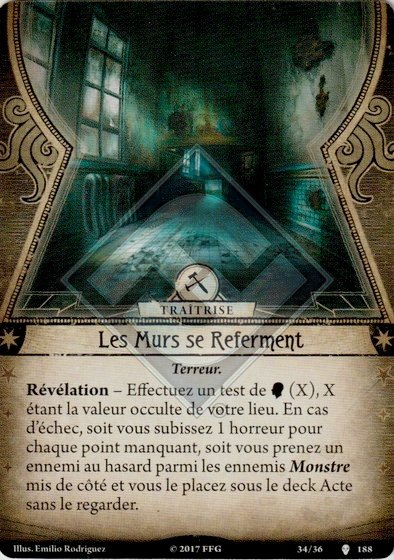 TRAÎTRISE
Les Murs se Referment
Terreur.
Révélation – Effectuez un test de (X), X
étant la valeur occulte de votre lieu. En cas
d'échec, soit vous subissez 1 horreur pour
chaque point manquant, soit vous prenez un
ennemi au hasard parmi les ennemis Monstre
mis de côté et vous le placez sous le deck Acte
sans le regarder.
Illus. Emilio Rodriguez © 2017 FFG 34/36 188